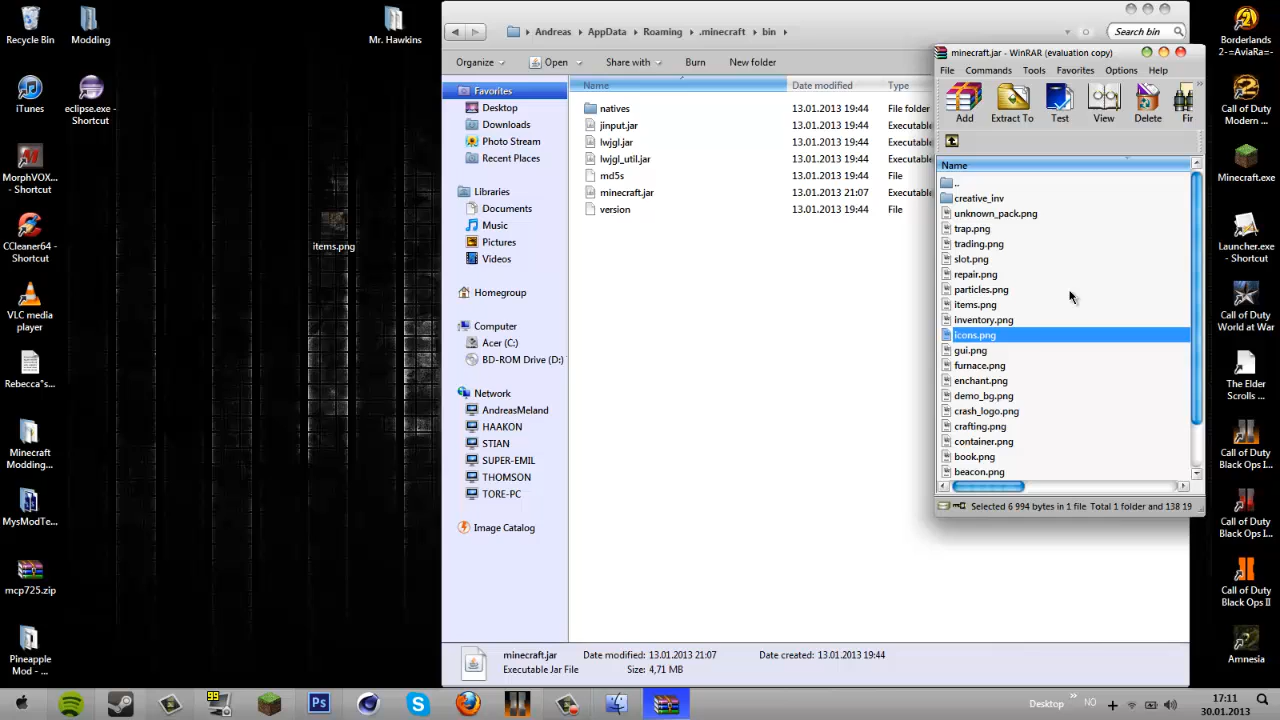 Recycle Bin
Modding
Mr. Hawkins
iTunes
eclipse.exe -
Shortcut
MorphVOX...
- Shortcut
CCleaner64 -
Shortcut
items.png
VLC media
player
Rebecca's...
Minecraft
Modding...
MysModTe...
mcp725.zip
Pineapple
Mod - ...
Andreas
AppData
Roaming
.minecraft
bin
Search bin
Organize
Open
Share with
Burn
New folder
Favorites
Desktop
Downloads
Photo Stream
Recent Places
Libraries
Documents
Music
Pictures
Videos
Homegroup
Computer
Acer (C:)
BD-ROM Drive (D:)
Network
AndreasMeland
HAAKON
STIAN
SUPER-EMIL
THOMSON
TORE-PC
Image Catalog
Name Date modified Type
natives 13.01.2013 19:44 File folder
jinput.jar 13.01.2013 19:44 Executable
lwjgl.jar 13.01.2013 19:44 Executable
lwjgl_util.jar 13.01.2013 19:44 Executable
md5s 13.01.2013 19:44 File
minecraft.jar 13.01.2013 21:07 Executable
version 13.01.2013 19:44 File
minecraft.jar Date modified: 13.01.2013 21:07 Date created: 13.01.2013 19:44
Executable Jar File Size: 4,71 MB
minecraft.jar - WinRAR (evaluation copy)
File Commands Tools Favorites Options Help
Add Extract To Test View Delete Fir
Name
..
creative_inv
unknown_pack.png
trap.png
trading.png
slot.png
repair.png
particles.png
items.png
inventory.png
icons.png
gui.png
furnace.png
enchant.png
demo_bg.png
crash_logo.png
crafting.png
container.png
book.png
beacon.png
Selected 6 994 bytes in 1 file Total 1 folder and 138 19
Borderlands
2-=AviaRa=-
Call of Duty
Modern ...
Minecraft.exe
Launcher.exe
- Shortcut
Call of Duty
World at War
The Elder
Scrolls ...
Call of Duty
Black Ops I...
Call of Duty
Black Ops I...
Call of Duty
Black Ops II
Amnesia
99
Ps
Desktop
»
NO
17:11
30.01.2013